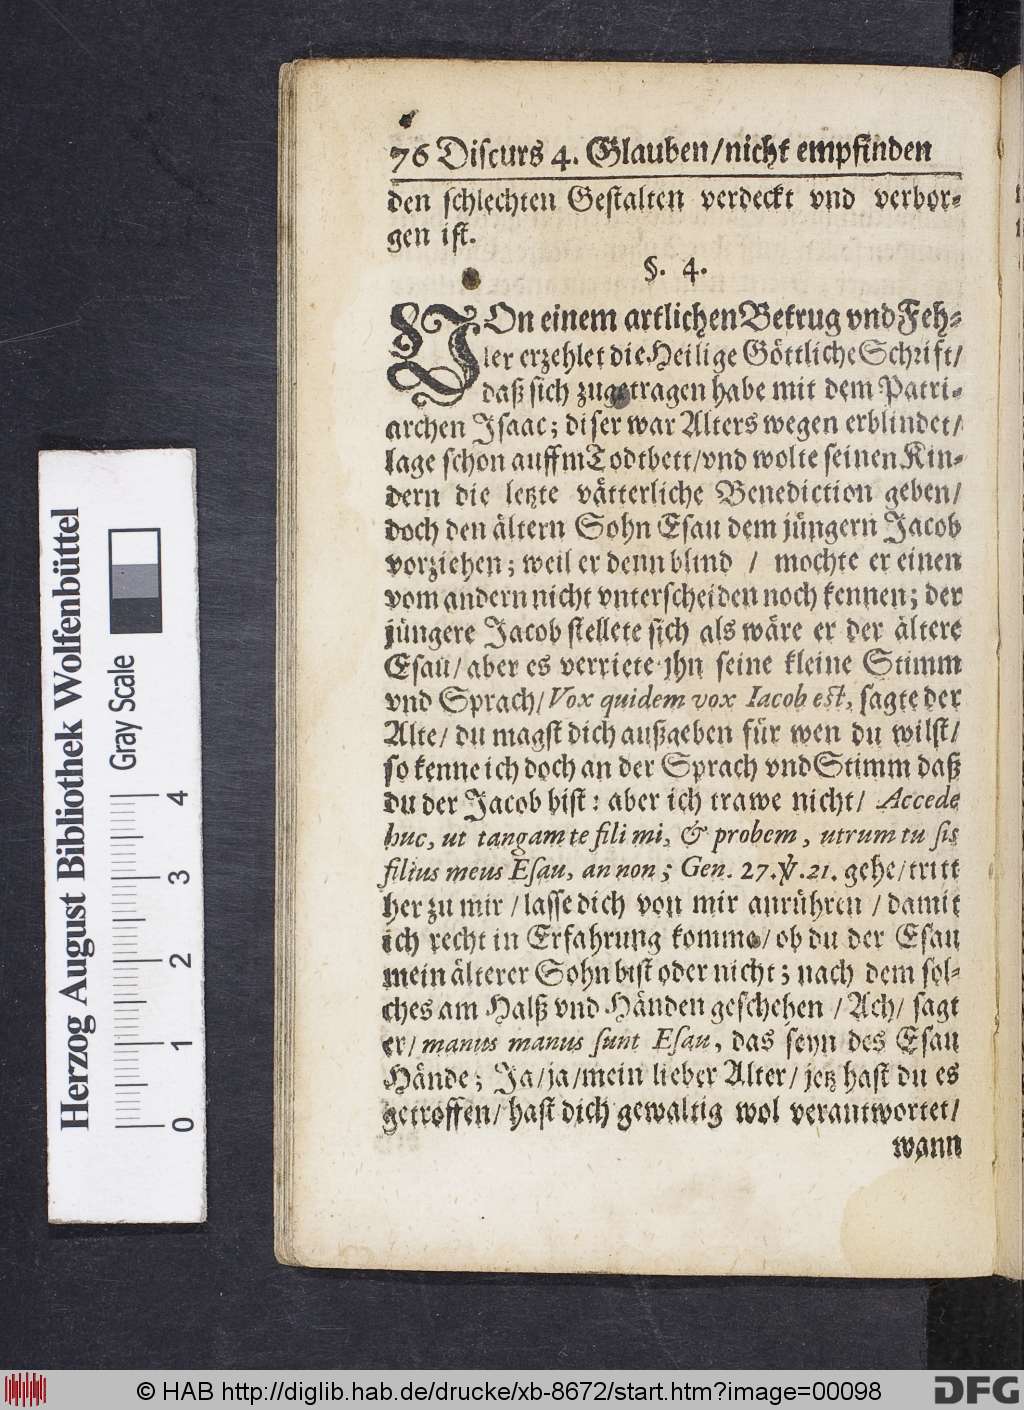 76 Discurs 4. Glauben/nicht empfinden
den schlechten Gestalten verdeckt vnd verbor-
gen ist.
§. 4.
VOn einem artlichen Betrug vnd Feh-
ler erzehlet die Heilige Göttliche Schrift/
daß sich zugetragen habe mit dem Patri-
archen Isaac; diser war Alters wegen erblindet/
lage schon auffm Todtbett/vnd wolte seinen Kin-
dern die letzte vätterliche Benediction geben/
doch den ältern Sohn Esau dem jüngern Jacob
vorziehen; weil er denn blind / mochte er einen
vom andern nicht vnterscheiden noch kennen; der
jüngere Jacob stellete sich als wäre er der ältere
Esau/ aber es verriete jhn seine kleine Stimm
vnd Sprach/ Vox quidem vox Iacob est, sagte der
Alte/ du magst dich außgeben für wen du wilst/
so kenne ich doch an der Sprach vnd Stimm daß
du der Jacob bist: aber ich trawe nicht/ Accede
huc, ut tangam te fili mi, & probem, utrum tu sis
filius meus Esau, an non; Gen. 27. ℣. 21. gehe/tritt
her zu mir / lasse dich von mir anrühren / damit
ich recht in Erfahrung komme/ ob du der Esau
mein älterer Sohn bist oder nicht; nach dem sol-
ches am Halß vnd Händen geschehen / Ach/ sagt
er/ manus manus sunt Esau, das seyn des Esau
Hände; Ja/ja/mein lieber Alter/ jetz hast du es
getroffen/ hast dich gewaltig wol verantwortet/
wann
Herzog August Bibliothek Wolfenbüttel
Gray Scale
0 1 2 3 4
© HAB http://diglib.hab.de/drucke/xb-8672/start.htm?image=00098
DFG